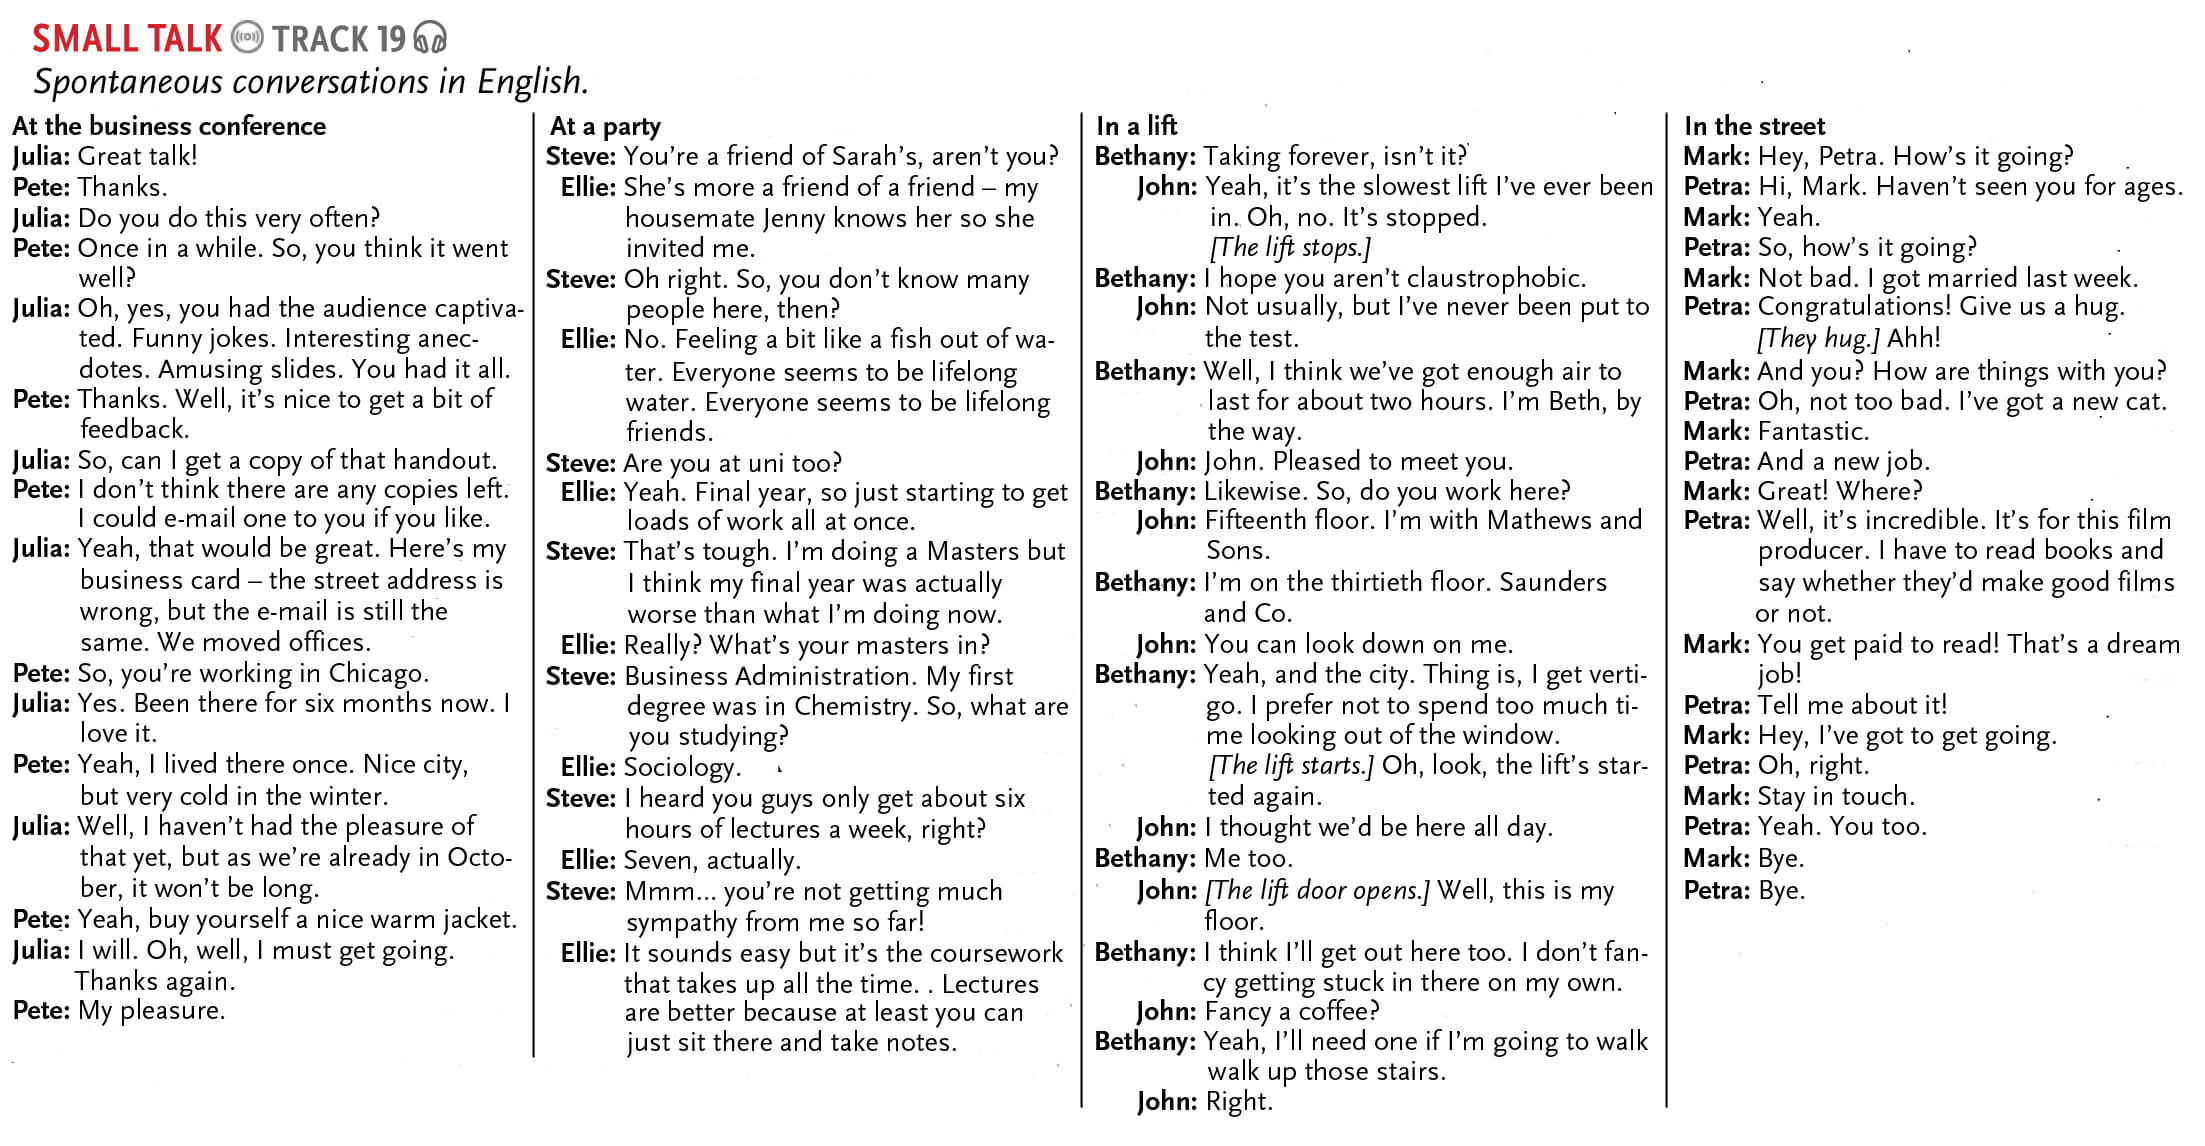 SMALL TALK TRACK 19
Spontaneous conversations in English.
At the business conference
Julia: Great talk!
Pete: Thanks.
Julia: Do you do this very often?
Pete: Once in a while. So, you think it went
well?
Julia: Oh, yes, you had the audience captiva-
ted. Funny jokes. Interesting anec-
dotes. Amusing slides. You had it all.
Pete: Thanks. Well, it's nice to get a bit of
feedback.
Julia: So, can I get a copy of that handout.
Pete: I don't think there are any copies left.
I could e-mail one to you if you like.
Julia: Yeah, that would be great. Here's my
business card – the street address is
wrong, but the e-mail is still the
same. We moved offices.
Pete: So, you're working in Chicago.
Julia: Yes. Been there for six months now. I
love it.
Pete: Yeah, I lived there once. Nice city,
but very cold in the winter.
Julia: Well, I haven't had the pleasure of
that yet, but as we're already in Octo-
ber, it won't be long.
Pete: Yeah, buy yourself a nice warm jacket.
Julia: I will. Oh, well, I must get going.
Thanks again.
Pete: My pleasure.
At a party
Steve: You're a friend of Sarah's, aren't you?
Ellie: She's more a friend of a friend – my
housemate Jenny knows her so she
invited me.
Steve: Oh right. So, you don't know many
people here, then?
Ellie: No. Feeling a bit like a fish out of wa-
ter. Everyone seems to be lifelong
water. Everyone seems to be lifelong
friends.
Steve: Are you at uni too?
Ellie: Yeah. Final year, so just starting to get
loads of work all at once.
Steve: That's tough. I'm doing a Masters but
I think my final year was actually
worse than what I'm doing now.
Ellie: Really? What's your masters in?
Steve: Business Administration. My first
degree was in Chemistry. So, what are
you studying?
Ellie: Sociology.
Steve: I heard you guys only get about six
hours of lectures a week, right?
Ellie: Seven, actually.
Steve: Mmm... you're not getting much
sympathy from me so far!
Ellie: It sounds easy but it's the coursework
that takes up all the time. . Lectures
are better because at least you can
just sit there and take notes.
In a lift
Bethany: Taking forever, isn't it?
John: Yeah, it's the slowest lift I've ever been
in. Oh, no. It's stopped.
[The lift stops.]
Bethany: I hope you aren't claustrophobic.
John: Not usually, but I've never been put to
the test.
Bethany: Well, I think we've got enough air to
last for about two hours. I'm Beth, by
the way.
John: John. Pleased to meet you.
Bethany: Likewise. So, do you work here?
John: Fifteenth floor. I'm with Mathews and
Sons.
Bethany: I'm on the thirtieth floor. Saunders
and Co.
John: You can look down on me.
Bethany: Yeah, and the city. Thing is, I get verti-
go. I prefer not to spend too much ti-
me looking out of the window.
[The lift starts.] Oh, look, the lift's star-
ted again.
John: I thought we'd be here all day.
Bethany: Me too.
John: [The lift door opens.] Well, this is my
floor.
Bethany: I think I'll get out here too. I don't fan-
cy getting stuck in there on my own.
John: Fancy a coffee?
Bethany: Yeah, I'll need one if I'm going to walk
walk up those stairs.
John: Right.
In the street
Mark: Hey, Petra. How's it going?
Petra: Hi, Mark. Haven't seen you for ages.
Mark: Yeah.
Petra: So, how's it going?
Mark: Not bad. I got married last week.
Petra: Congratulations! Give us a hug.
[They hug.] Ahh!
Mark: And you? How are things with you?
Petra: Oh, not too bad. I've got a new cat.
Mark: Fantastic.
Petra: And a new job.
Mark: Great! Where?
Petra: Well, it's incredible. It's for this film
producer. I have to read books and
say whether they'd make good films
or not.
Mark: You get paid to read! That's a dream
job!
Petra: Tell me about it!
Mark: Hey, I've got to get going.
Petra: Oh, right.
Mark: Stay in touch.
Petra: Yeah. You too.
Mark: Bye.
Petra: Bye.